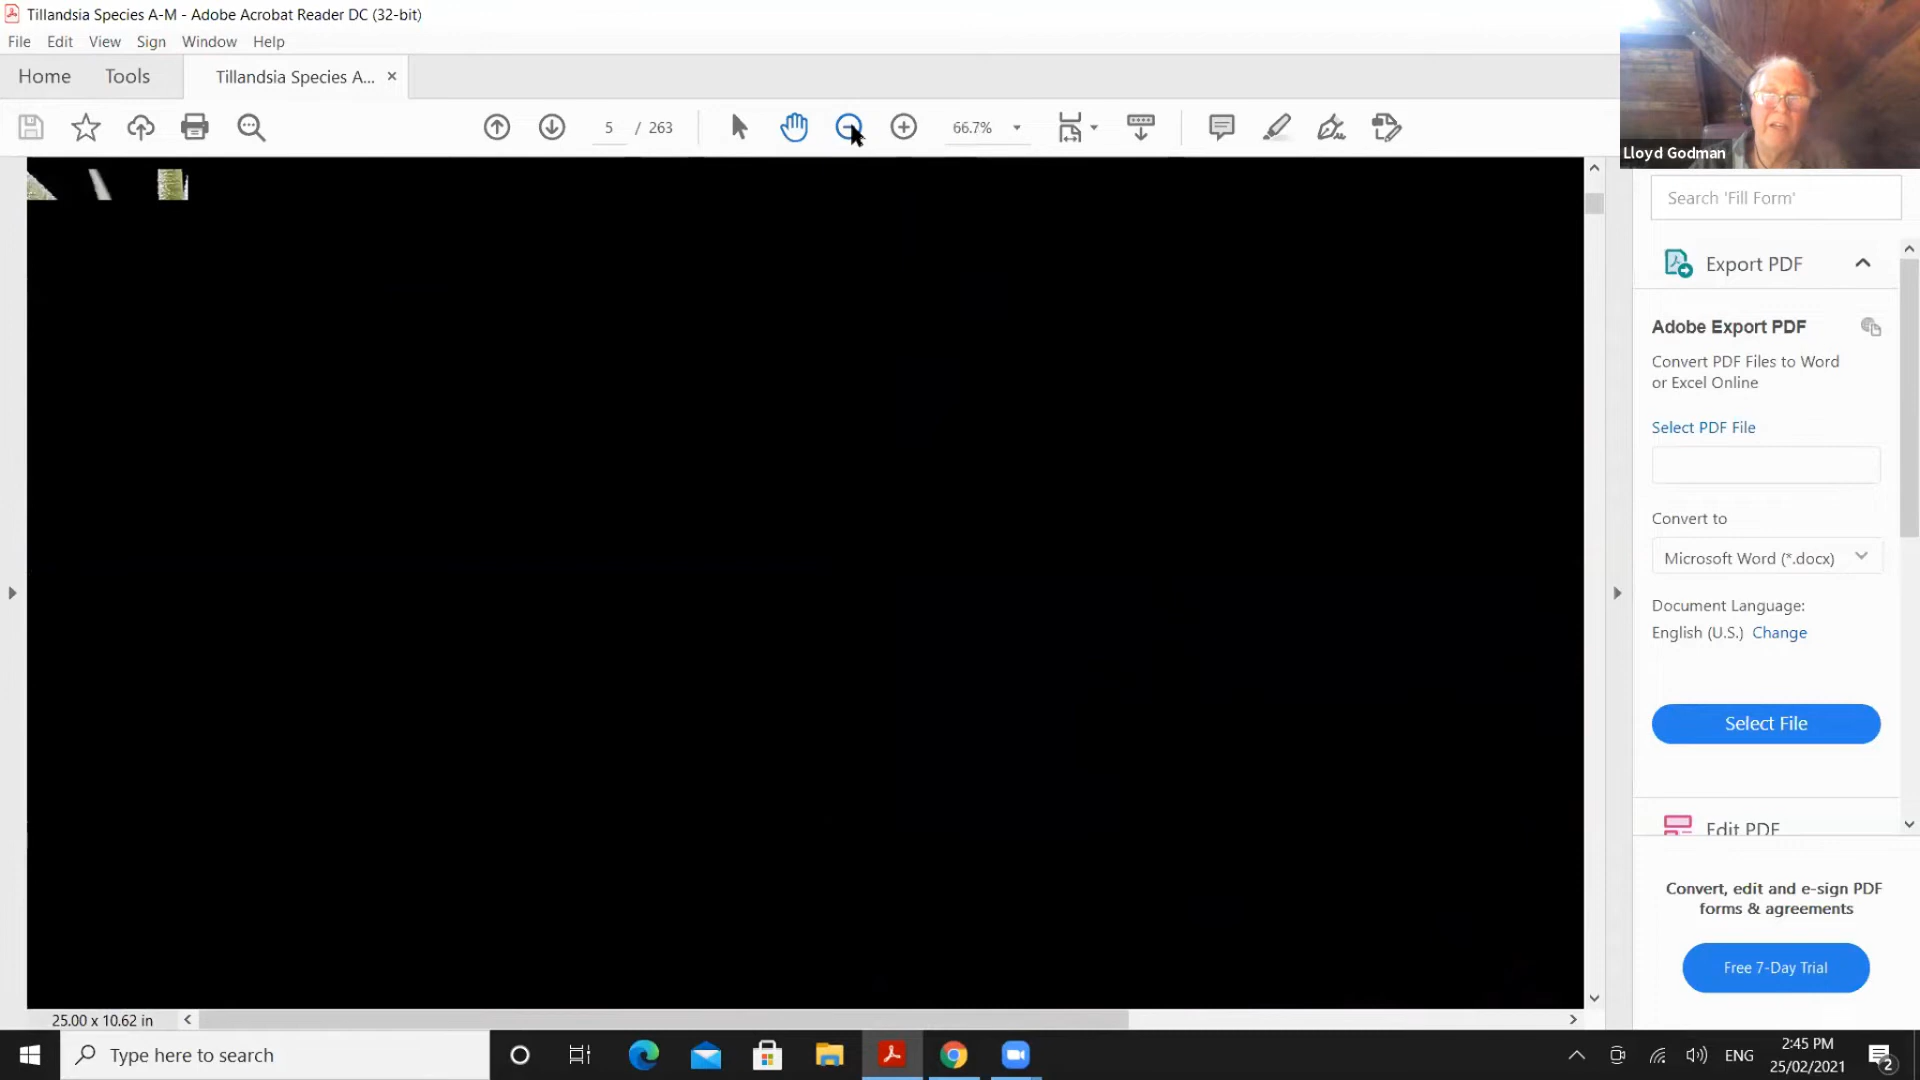 Tillandsia Species A-M - Adobe Acrobat Reader DC (32-bit)
File Edit View Sign Window Help
Home Tools Tillandsia Species A... ×
5 / 263 66.7%
Lloyd Godman
Search 'Fill Form'
Export PDF
Adobe Export PDF
Convert PDF Files to Word
or Excel Online
Select PDF File
Convert to
Microsoft Word (*.docx)
Document Language:
English (U.S.) Change
Select File
Edit PDF
Convert, edit and e-sign PDF
forms & agreements
Free 7-Day Trial
25.00 x 10.62 in
Type here to search
ENG
2:45 PM
25/02/2021
2